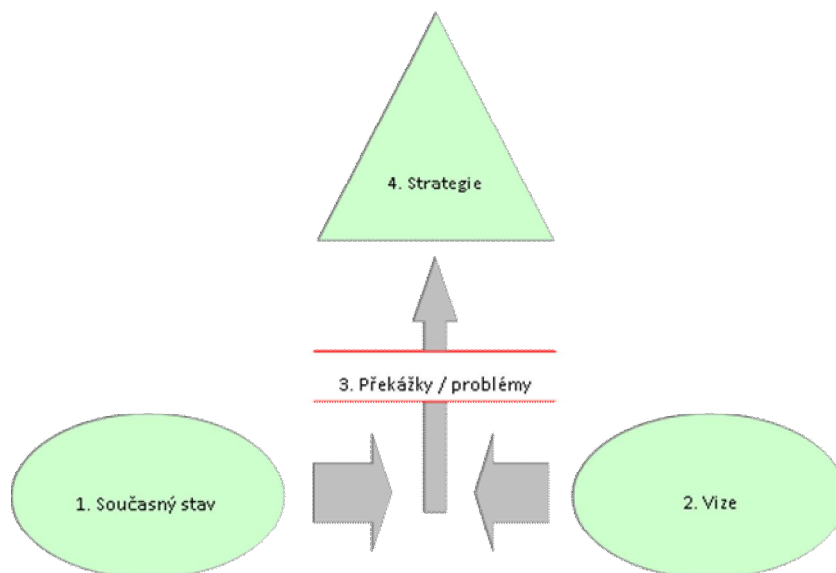 4. Strategie
3. Překážky / problémy
1. Současný stav
2. Vize